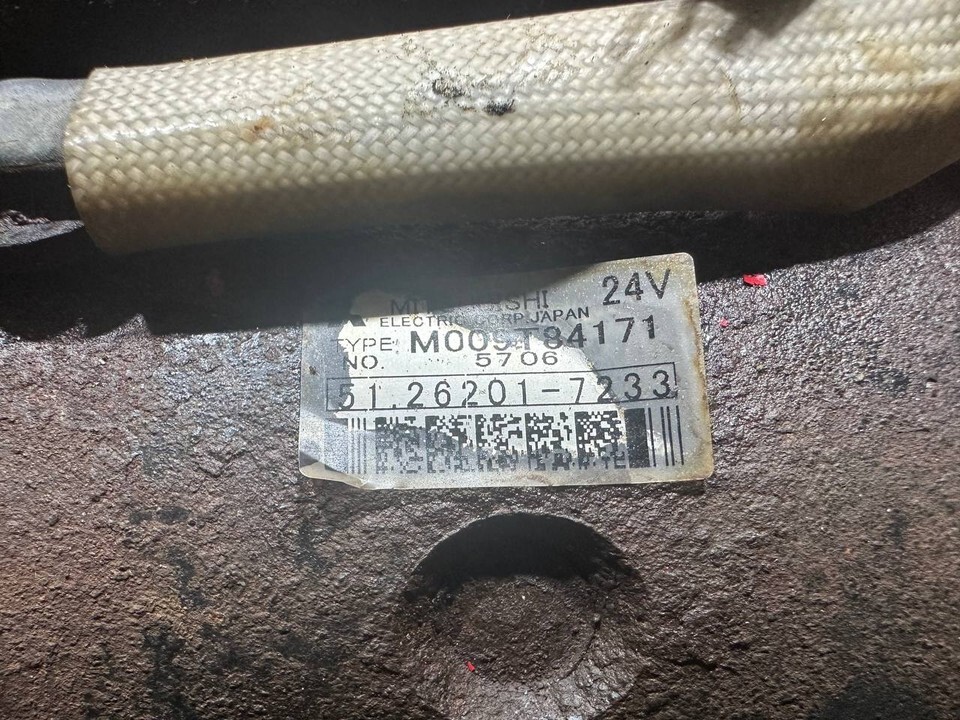 24V
ELECTRIC CORP.JAPAN
TYPE M009T84171
NO. 5706
51.26201-7233